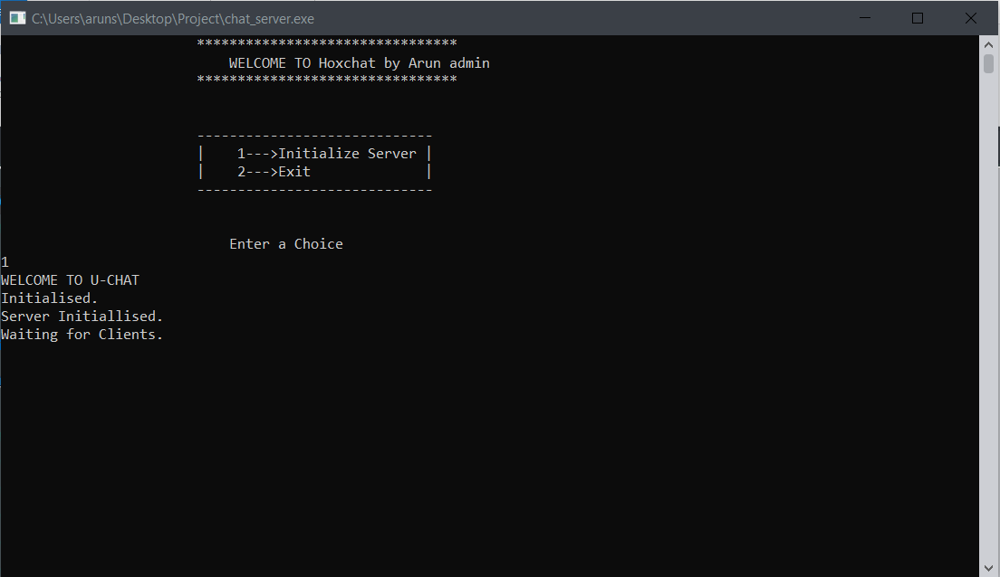 C:\Users\aruns\Desktop\Project\chat_server.exe
********************************
WELCOME TO Hoxchat by Arun admin
********************************
-----------------------------
|    1--->Initialize Server |
|    2--->Exit              |
-----------------------------
Enter a Choice
1
WELCOME TO U-CHAT
Initialised.
Server Initiallised.
Waiting for Clients.